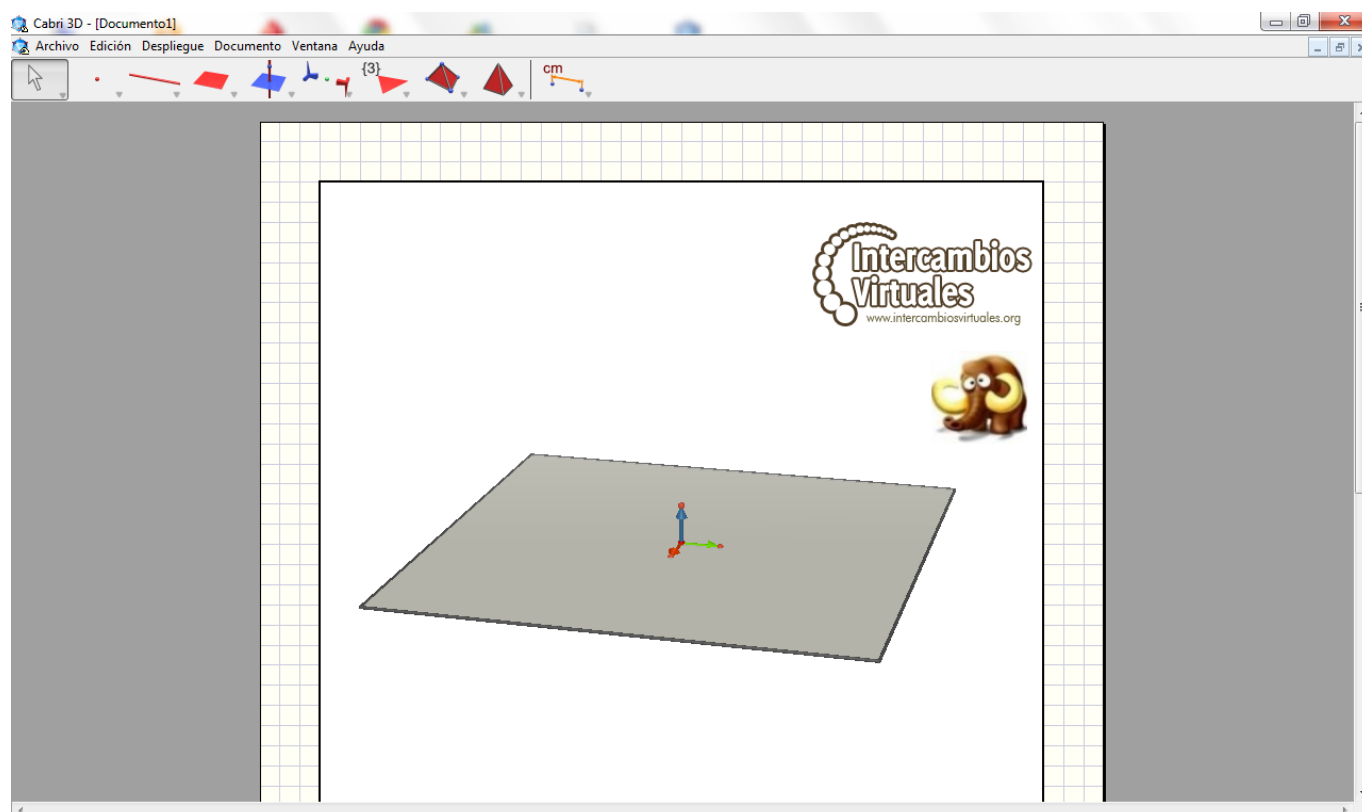 Cabri 3D - [Documento1]
Archivo Edición Despliegue Documento Ventana Ayuda
{3}
cm
Intercambios
Virtuales
www.intercambiosvirtuales.org